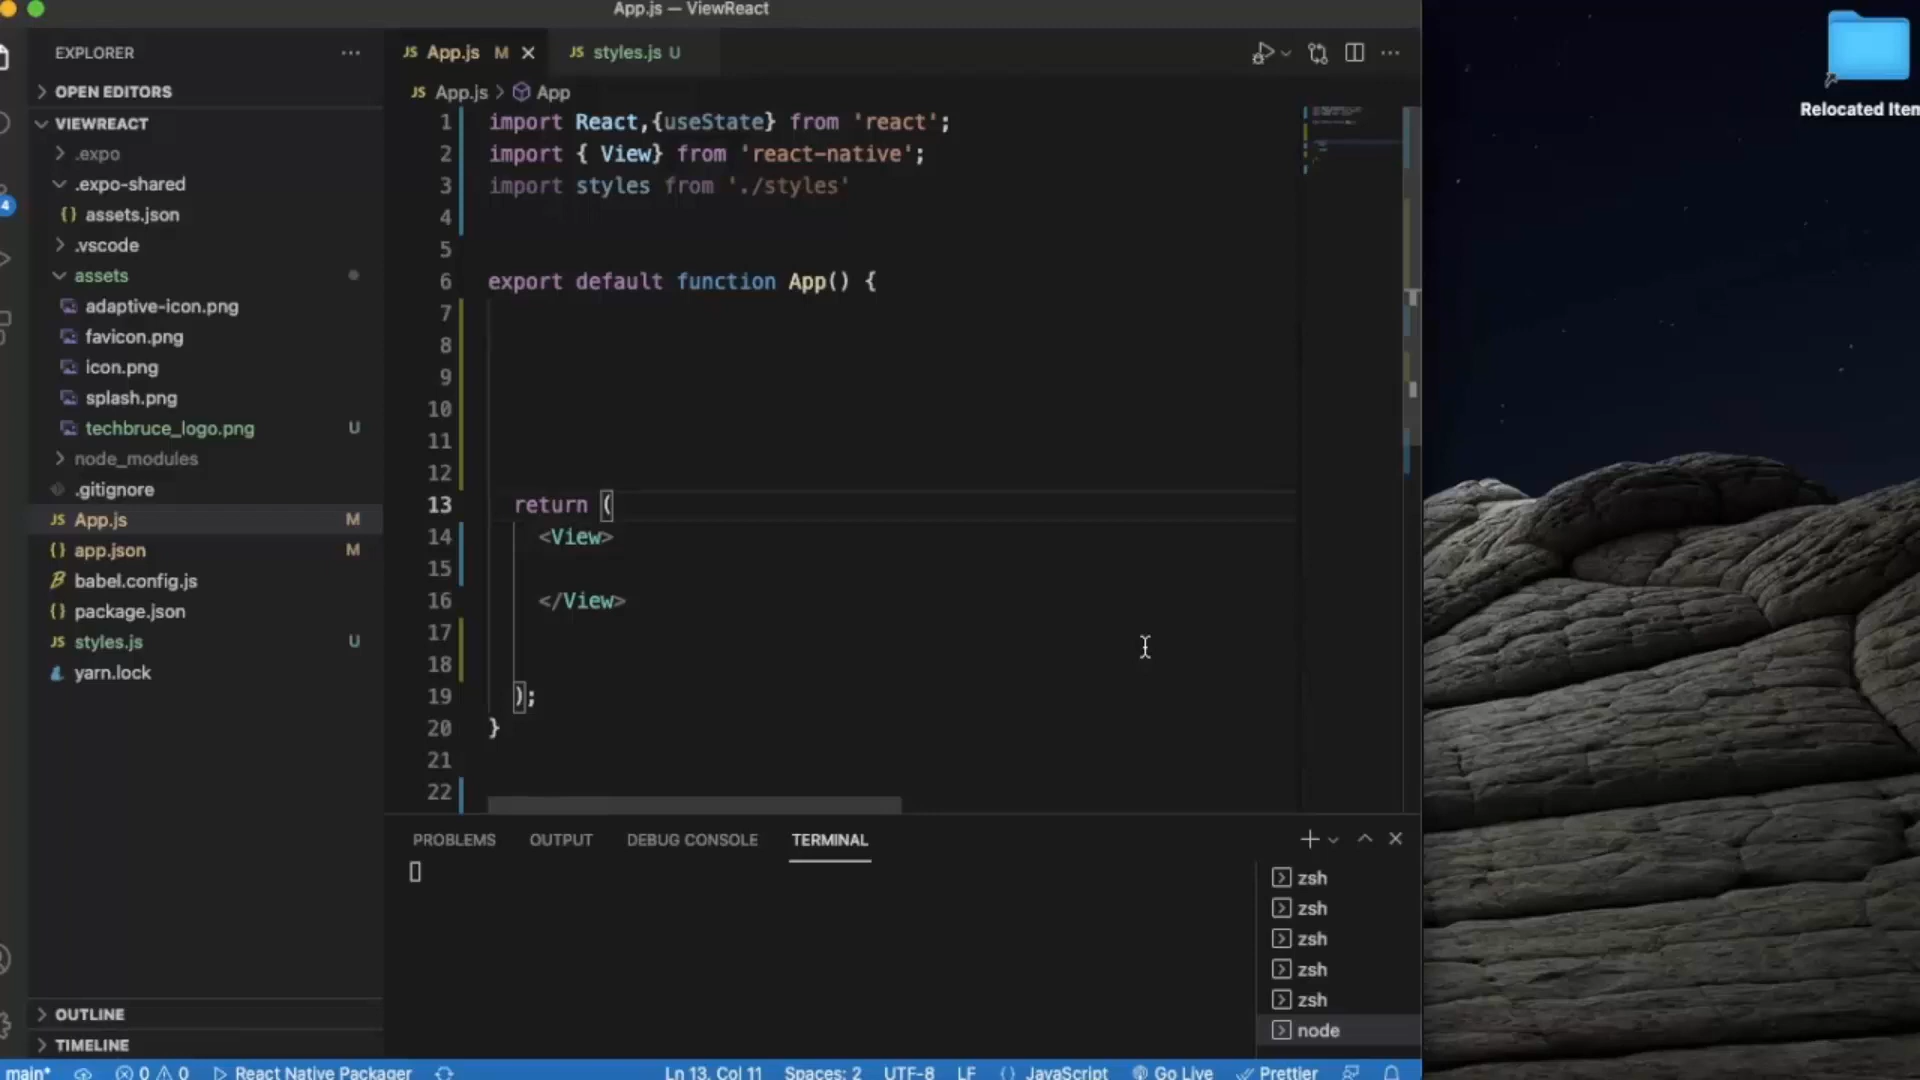 App.js — ViewReact
EXPLORER
OPEN EDITORS
VIEWREACT
.expo
.expo-shared
{} assets.json
.vscode
assets
adaptive-icon.png
favicon.png
icon.png
splash.png
techbruce_logo.png U
node_modules
.gitignore
JS App.js M
{} app.json M
babel.config.js
{} package.json
JS styles.js U
yarn.lock
OUTLINE
TIMELINE
JS App.js M
JS styles.js U
JS App.js > App
1 import React,{useState} from 'react';
2 import { View} from 'react-native';
3 import styles from './styles'
4
5
6 export default function App() {
7
8
9
10
11
12
13 return (
14 <View>
15
16 </View>
17
18
19 );
20 }
21
22
PROBLEMS OUTPUT DEBUG CONSOLE TERMINAL
zsh
zsh
zsh
zsh
zsh
node
4
main* 0 0 React Native Packager Ln 13, Col 11 Spaces: 2 UTF-8 LF {} JavaScript Go Live Prettier
Relocated Item